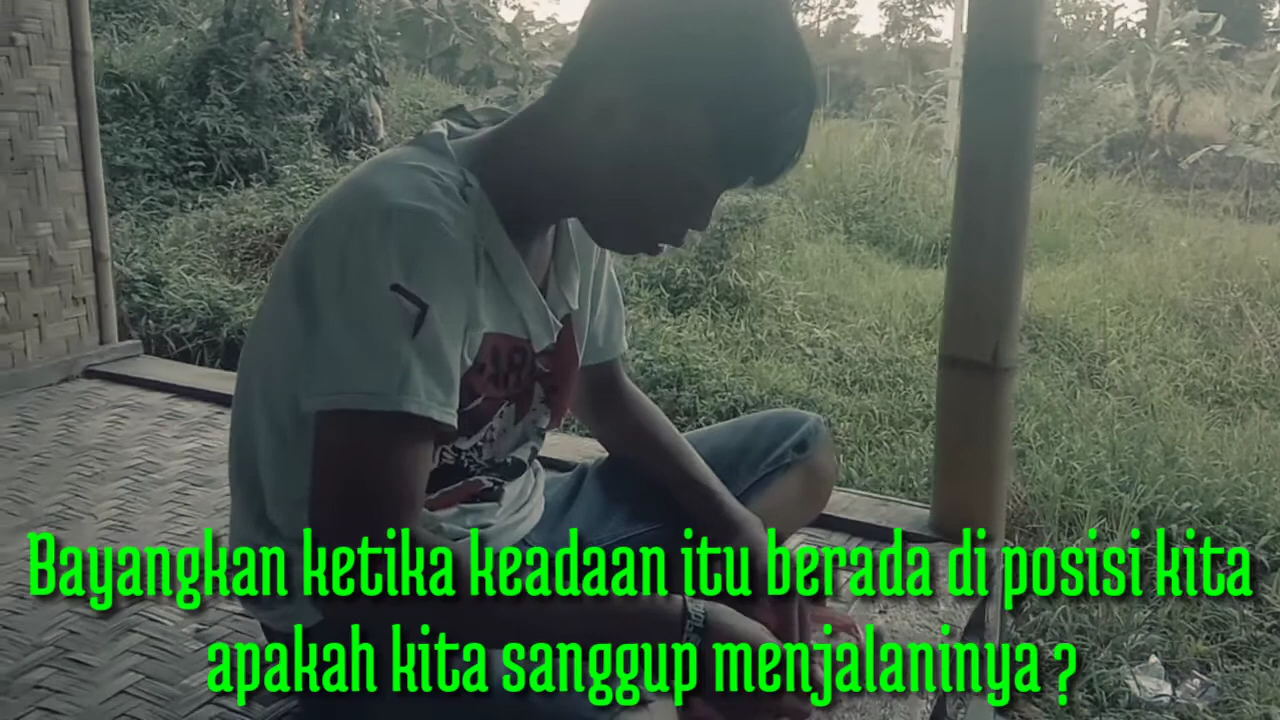 Bayangkan ketika keadaan itu berada di posisi kita
apakah kita sanggup menjalaninya ?